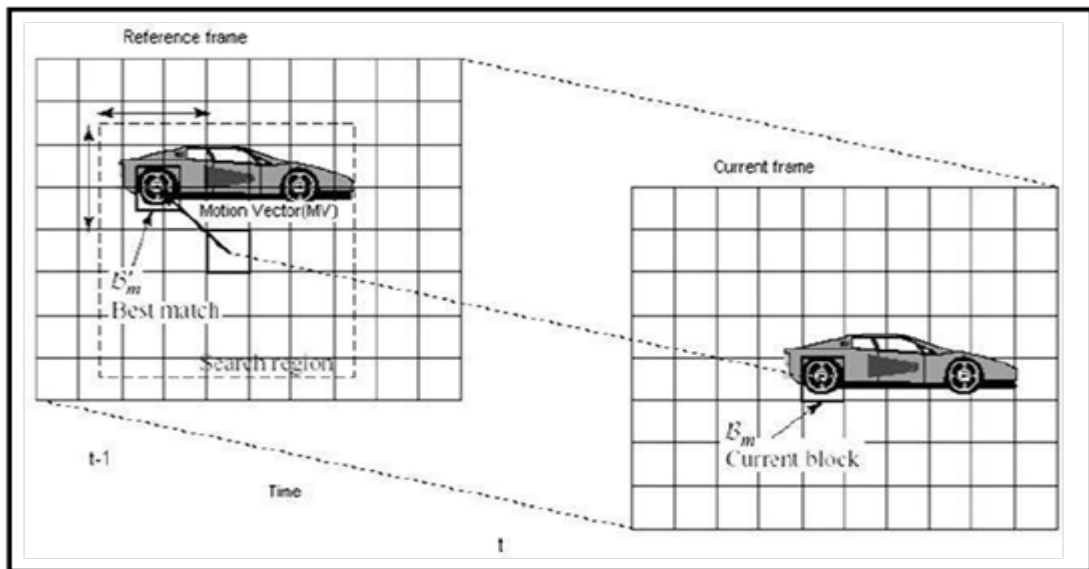 Reference frame
Current frame
Motion Vector(MV)
B'm
Best match
Search region
Bm
Current block
t-1
Time
t